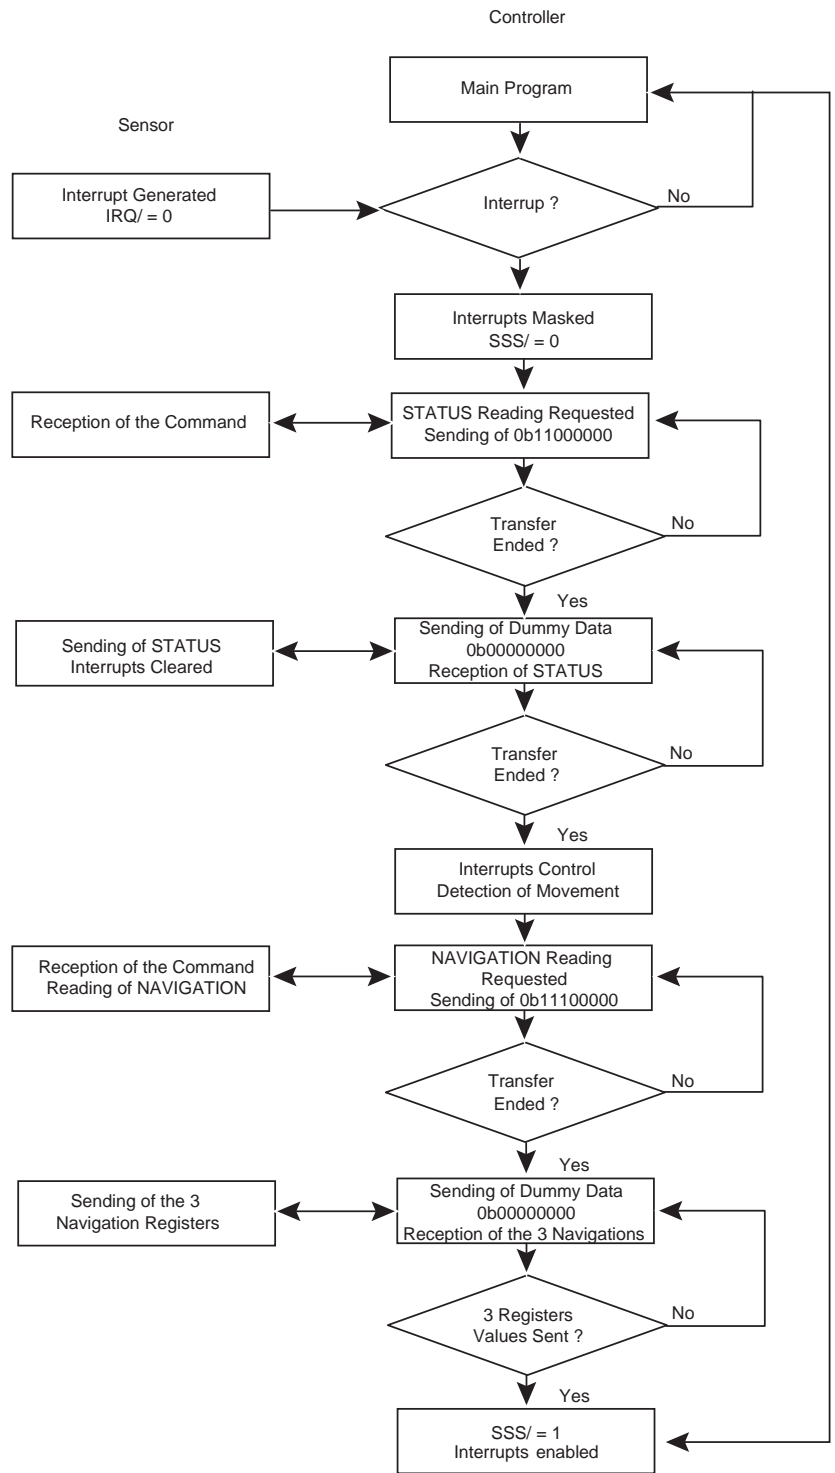 Controller
Main Program
Sensor
Interrupt Generated
IRQ/ = 0
Interrup ?
No
Interrupts Masked
SSS/ = 0
Reception of the Command
STATUS Reading Requested
Sending of 0b11000000
Transfer
Ended ?
No
Yes
Sending of STATUS
Interrupts Cleared
Sending of Dummy Data
0b00000000
Reception of STATUS
Transfer
Ended ?
No
Yes
Interrupts Control
Detection of Movement
Reception of the Command
Reading of NAVIGATION
NAVIGATION Reading
Requested
Sending of 0b11100000
Transfer
Ended ?
No
Yes
Sending of the 3
Navigation Registers
Sending of Dummy Data
0b00000000
Reception of the 3 Navigations
3 Registers
Values Sent ?
No
Yes
SSS/ = 1
Interrupts enabled